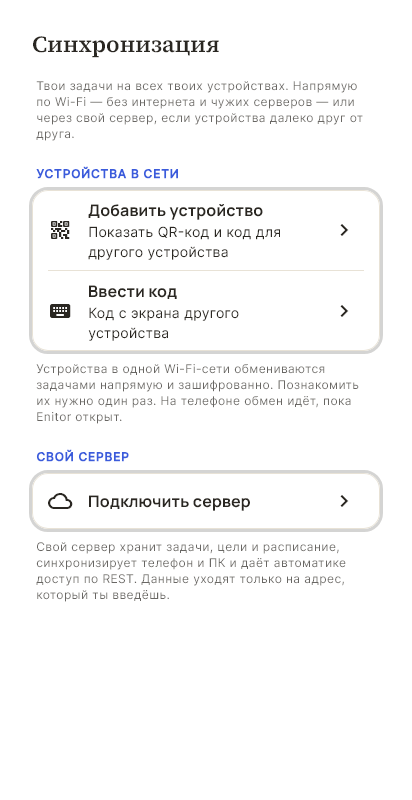 Синхронизация
Твои задачи на всех твоих устройствах. Напрямую
по Wi-Fi — без интернета и чужих серверов — или
через свой сервер, если устройства далеко друг от
друга.
УСТРОЙСТВА В СЕТИ
Добавить устройство
Показать QR-код и код для
другого устройства
Ввести код
Код с экрана другого
устройства
Устройства в одной Wi-Fi-сети обмениваются
задачами напрямую и зашифрованно. Познакомить
их нужно один раз. На телефоне обмен идёт, пока
Enitor открыт.
СВОЙ СЕРВЕР
Подключить сервер
Свой сервер хранит задачи, цели и расписание,
синхронизирует телефон и ПК и даёт автоматике
доступ по REST. Данные уходят только на адрес,
который ты введёшь.